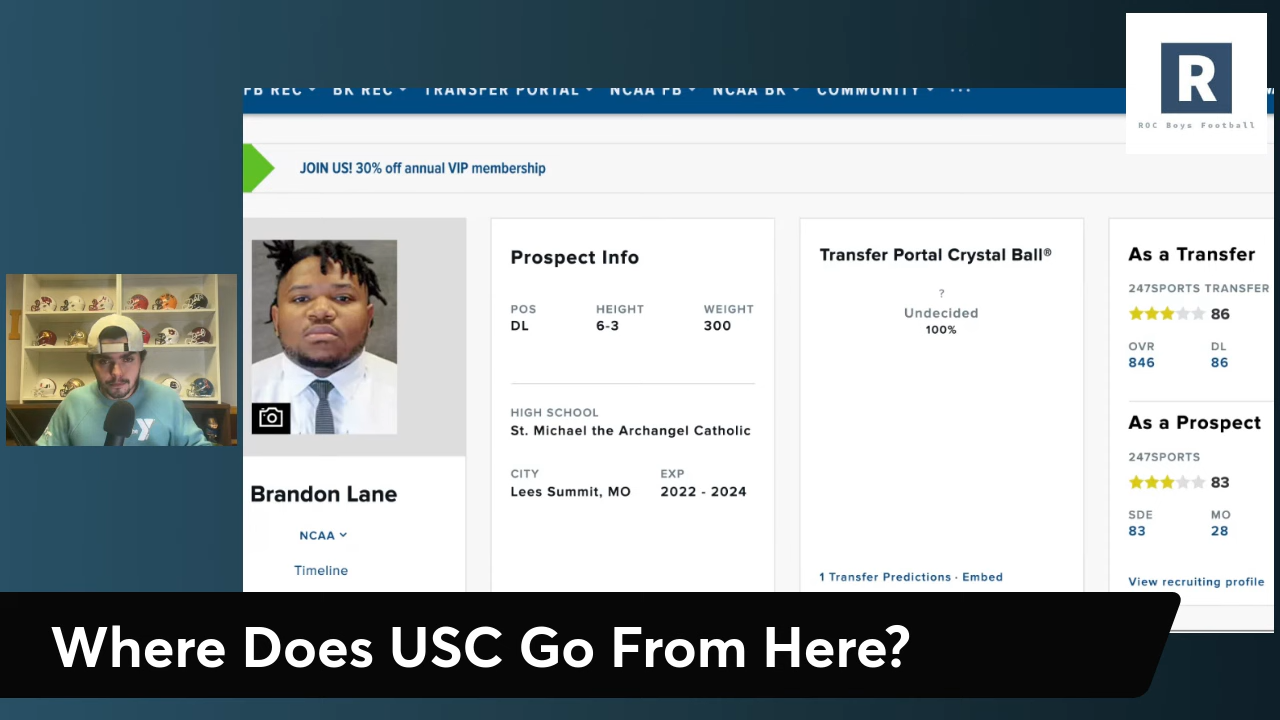 FB REC BK REC TRANSFER PORTAL NCAA FB NCAA BK COMMUNITY ...
R
ROC Boys Football
JOIN US! 30% off annual VIP membership
Brandon Lane
NCAA
Timeline
Prospect Info
POS HEIGHT WEIGHT
DL 6-3 300
HIGH SCHOOL
St. Michael the Archangel Catholic
CITY EXP
Lees Summit, MO 2022 - 2024
Transfer Portal Crystal Ball®
?
Undecided
100%
1 Transfer Predictions · Embed
As a Transfer
247SPORTS TRANSFER
86
OVR DL
846 86
As a Prospect
247SPORTS
83
SDE MO
83 28
View recruiting profile
Where Does USC Go From Here?